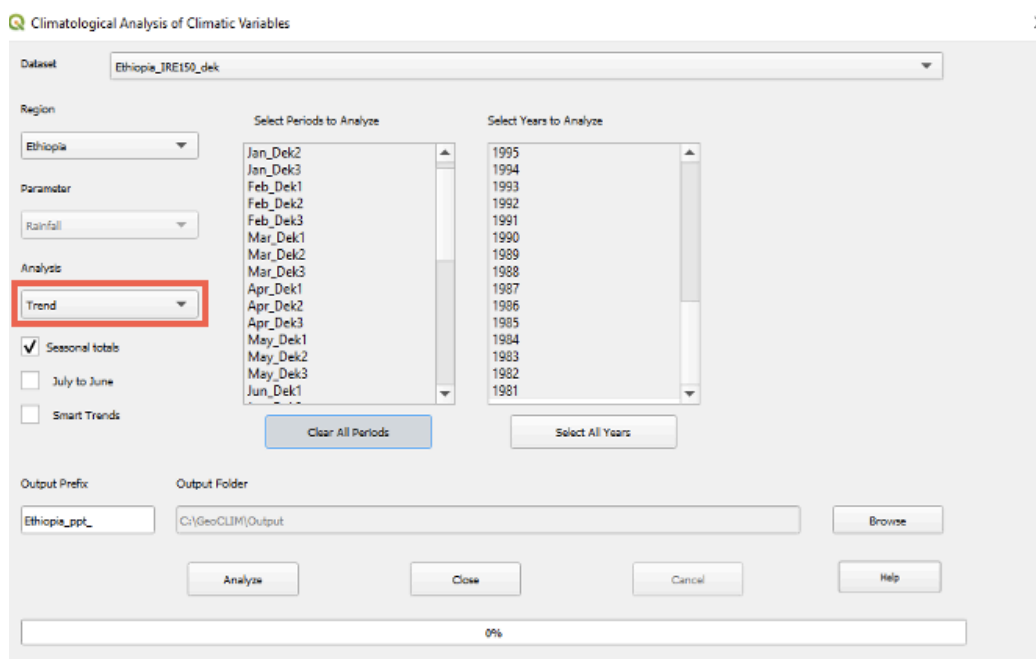 Climatological Analysis of Climatic Variables
Dataset
Ethiopia_IRE150_dek
Region
Ethiopia
Parameter
Rainfall
Analysis
Trend
Seasonal totals
July to June
Smart Trends
Select Periods to Analyze
Jan_Dek2
Jan_Dek3
Feb_Dek1
Feb_Dek2
Feb_Dek3
Mar_Dek1
Mar_Dek2
Mar_Dek3
Apr_Dek1
Apr_Dek2
Apr_Dek3
May_Dek1
May_Dek2
May_Dek3
Jun_Dek1
Clear All Periods
Select Years to Analyze
1995
1994
1993
1992
1991
1990
1989
1988
1987
1986
1985
1984
1983
1982
1981
Select All Years
Output Prefix
Ethiopia_ppt_
Output Folder
C:\GeoCLIM\Output
Browse
Analyze
Close
Cancel
Help
0%